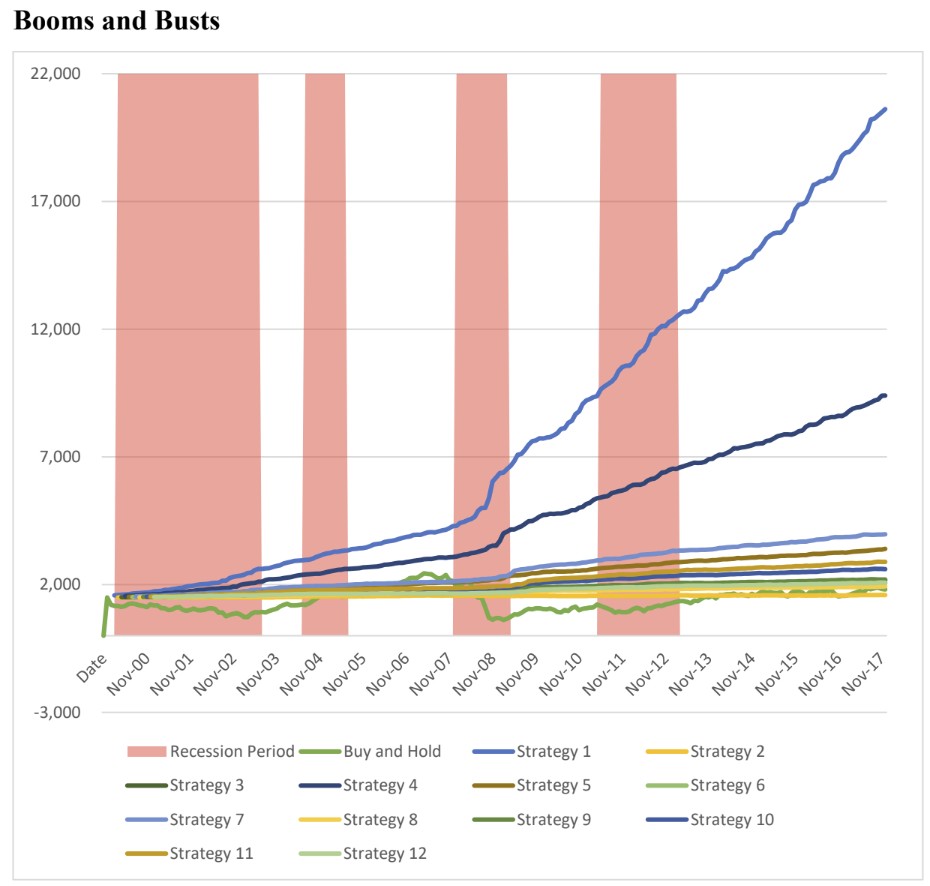 Booms and Busts
22,000
17,000
12,000
7,000
2,000
-3,000
Date Nov-00 Nov-01 Nov-02 Nov-03 Nov-04 Nov-05 Nov-06 Nov-07 Nov-08 Nov-09 Nov-10 Nov-11 Nov-12 Nov-13 Nov-14 Nov-15 Nov-16 Nov-17
Recession Period Buy and Hold Strategy 1 Strategy 2
Strategy 3 Strategy 4 Strategy 5 Strategy 6
Strategy 7 Strategy 8 Strategy 9 Strategy 10
Strategy 11 Strategy 12